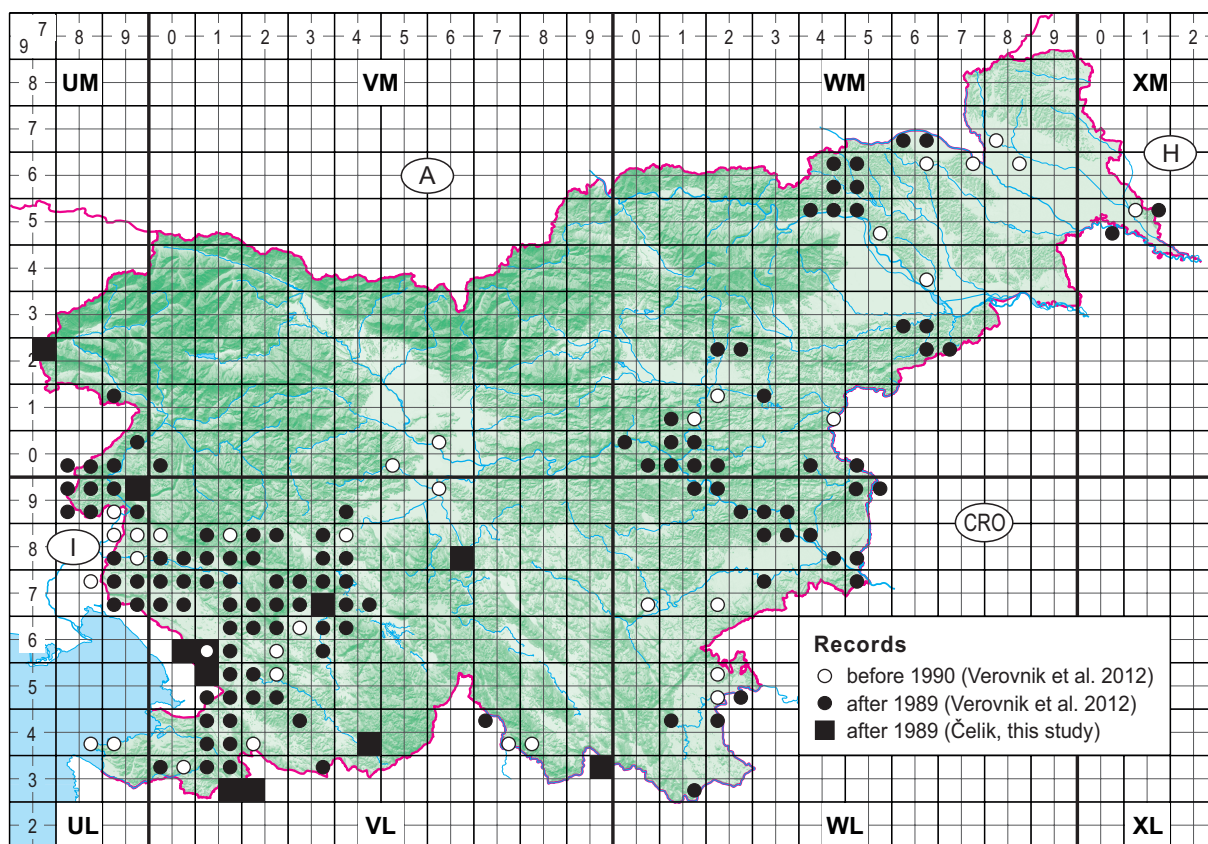 7
9 8 9 0 1 2 3 4 5 6 7 8 9 0 1 2 3 4 5 6 7 8 9 0 1 2
8 UM VM WM XM
7
H
A
6
5
4
3
2
1
0
9
CRO
I
8
7
6
Records
before 1990 (Verovnik et al. 2012)
5
after 1989 (Verovnik et al. 2012)
after 1989 (Čelik, this study)
4
3
2 UL VL WL XL